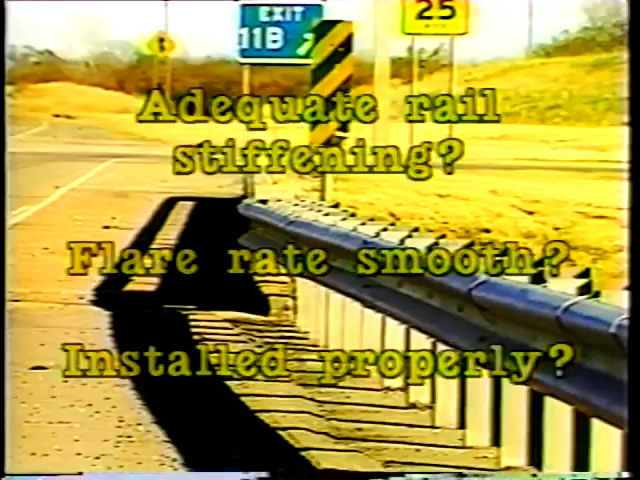 EXIT
11B
25
Adequate rail
stiffening?
Flare rate smooth?
Installed properly?